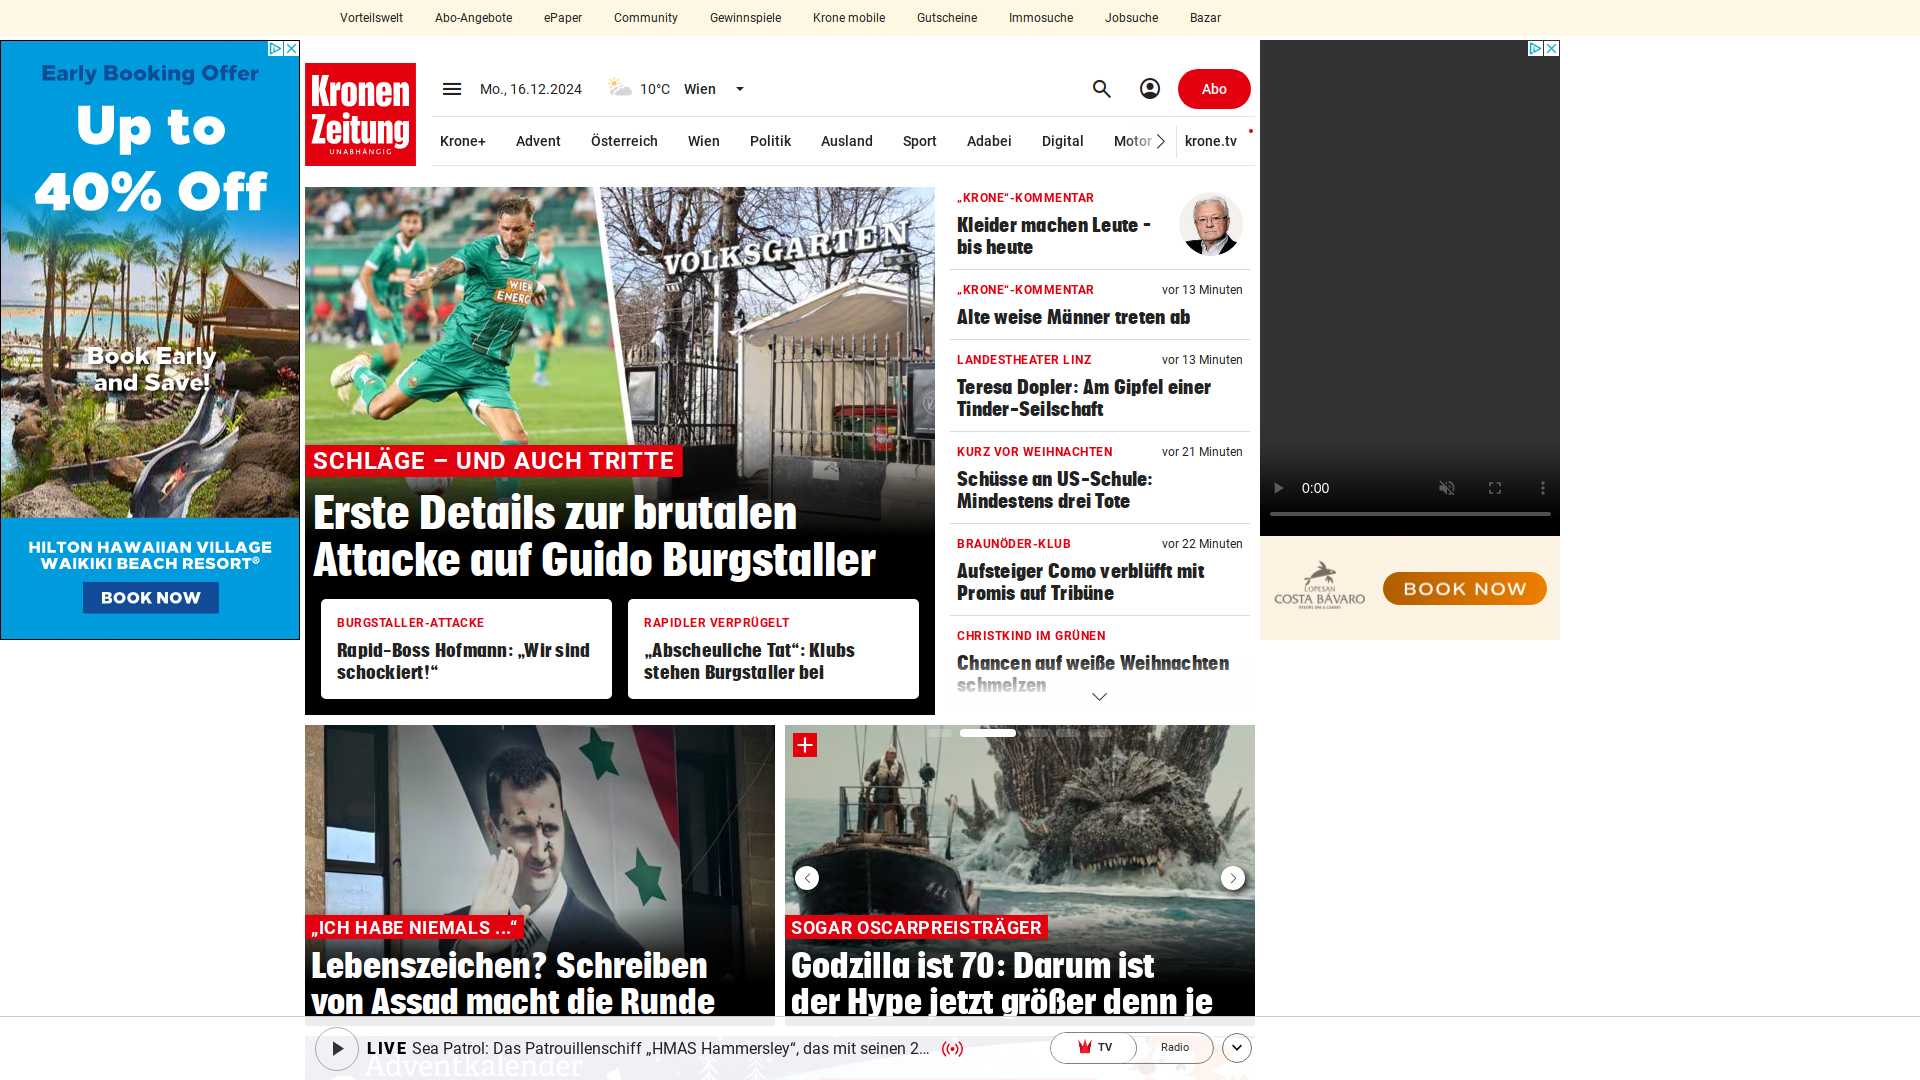 Vorteilswelt
Abo-Angebote
ePaper
Community
Gewinnspiele
Krone mobile
Gutscheine
Immosuche
Jobsuche
Bazar
Early Booking Offer
Up to
40% Off
Book Early
and Save!
HILTON HAWAIIAN VILLAGE
WAIKIKI BEACH RESORT®
BOOK NOW
Kronen
Zeitung
UNABHÄNGIG
Mo., 16.12.2024
10°C
Wien
Abo
Krone+
Advent
Österreich
Wien
Politik
Ausland
Sport
Adabei
Digital
Motor
krone.tv
WIEN
ENERGIE
VOLKSGARTEN
SCHLÄGE – UND AUCH TRITTE
Erste Details zur brutalen
Attacke auf Guido Burgstaller
BURGSTALLER-ATTACKE
Rapid-Boss Hofmann: „Wir sind
schockiert!“
RAPIDLER VERPRÜGELT
„Abscheuliche Tat“: Klubs
stehen Burgstaller bei
„KRONE“-KOMMENTAR
Kleider machen Leute -
bis heute
„KRONE“-KOMMENTAR
vor 13 Minuten
Alte weise Männer treten ab
LANDESTHEATER LINZ
vor 13 Minuten
Teresa Dopler: Am Gipfel einer
Tinder-Seilschaft
KURZ VOR WEIHNACHTEN
vor 21 Minuten
Schüsse an US-Schule:
Mindestens drei Tote
BRAUNÖDER-KLUB
vor 22 Minuten
Aufsteiger Como verblüfft mit
Promis auf Tribüne
CHRISTKIND IM GRÜNEN
Chancen auf weiße Weihnachten
schmelzen
0:00
LOPESAN
COSTA BÁVARO
BOOK NOW
„ICH HABE NIEMALS ...“
Lebenszeichen? Schreiben
von Assad macht die Runde
SOGAR OSCARPREISTRÄGER
Godzilla ist 70: Darum ist
der Hype jetzt größer denn je
LIVE Sea Patrol: Das Patrouillenschiff „HMAS Hammersley“, das mit seinen 2...
TV
Radio
Adventkalender